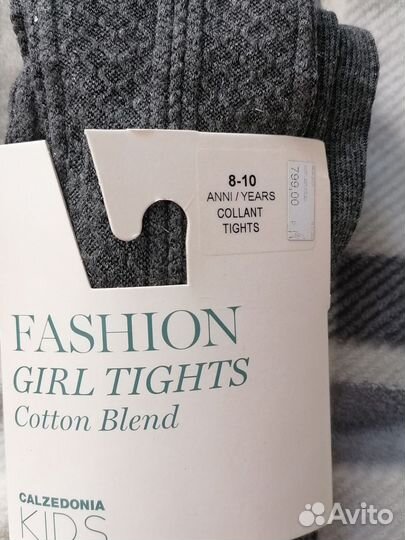 8-10
ANNI / YEARS
COLLANT
TIGHTS
799,00
FASHION
GIRL TIGHTS
Cotton Blend
CALZEDONIA
KIDS
Avito